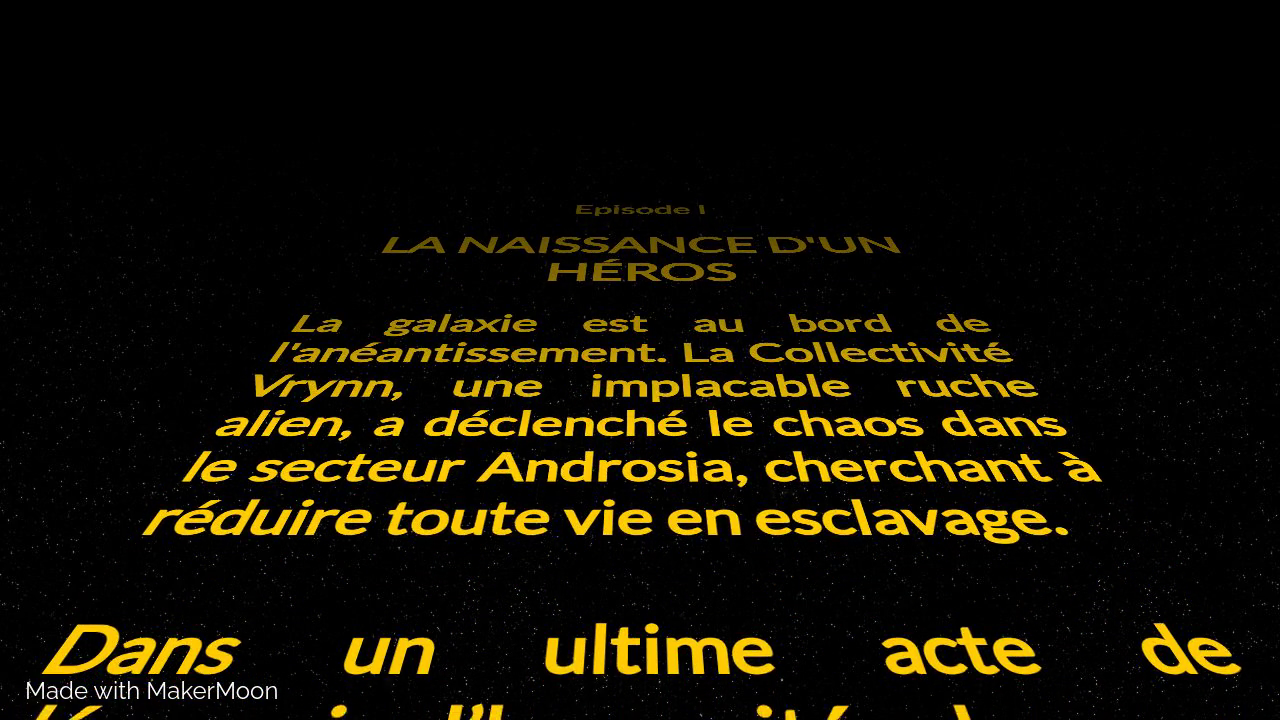 Episode I
LA NAISSANCE D'UN
HÉROS
La galaxie est au bord de
l'anéantissement. La Collectivité
Vrynn, une implacable ruche
alien, a déclenché le chaos dans
le secteur Androsia, cherchant à
réduire toute vie en esclavage.
Dans un ultime acte de
Made with MakerMoon